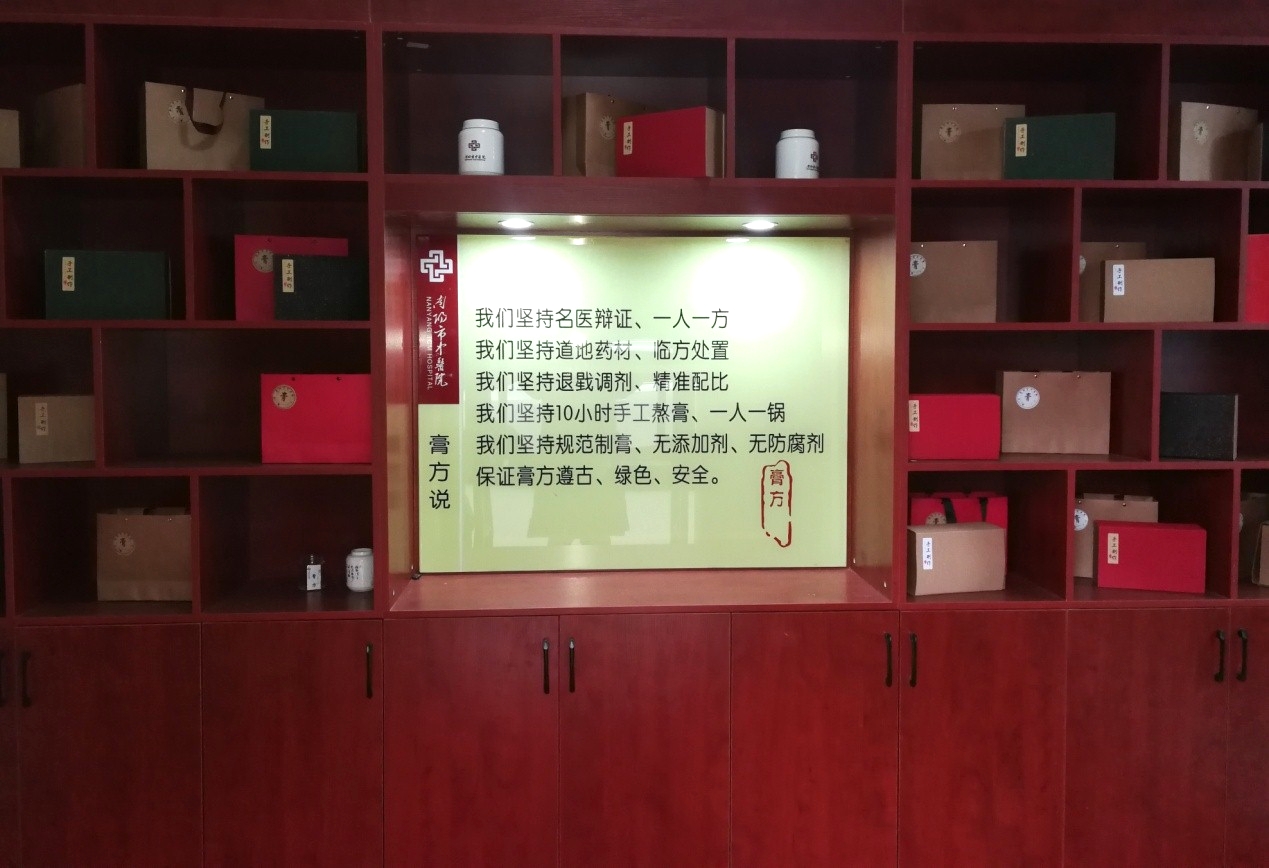 南阳市中医院
NANYANG TCM HOSPITAL
膏方说
我们坚持名医辩证、一人一方
我们坚持道地药材、临方处置
我们坚持退戥调剂、精准配比
我们坚持10小时手工熬膏、一人一锅
我们坚持规范制膏、无添加剂、无防腐剂
保证膏方遵古、绿色、安全。
膏方